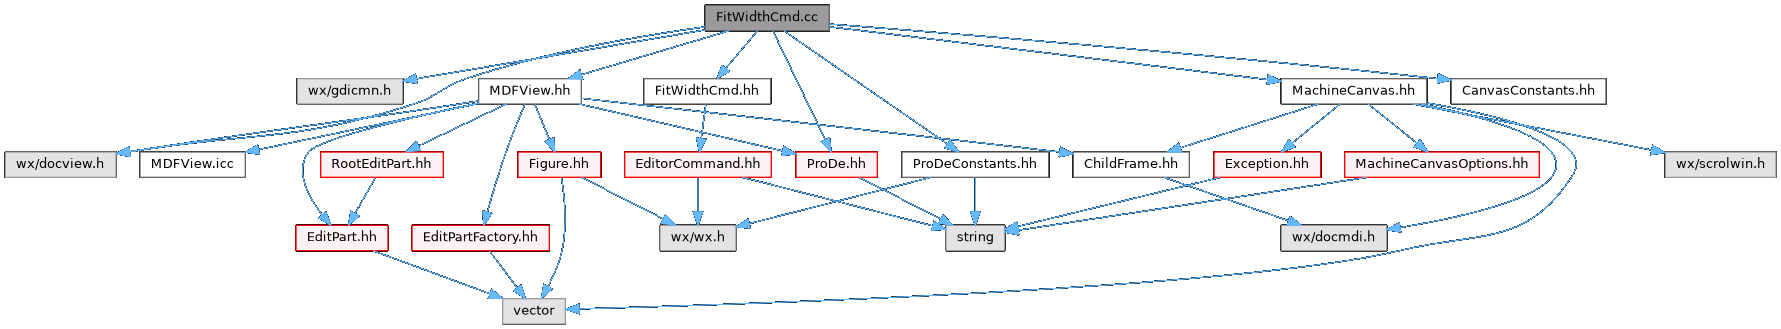 FitWidthCmd.cc
wx/gdicmn.h
MDFView.hh
FitWidthCmd.hh
MachineCanvas.hh
CanvasConstants.hh
wx/docview.h
MDFView.icc
RootEditPart.hh
Figure.hh
EditorCommand.hh
ProDe.hh
ProDeConstants.hh
ChildFrame.hh
Exception.hh
MachineCanvasOptions.hh
wx/scrolwin.h
EditPart.hh
EditPartFactory.hh
wx/wx.h
string
wx/docmdi.h
vector